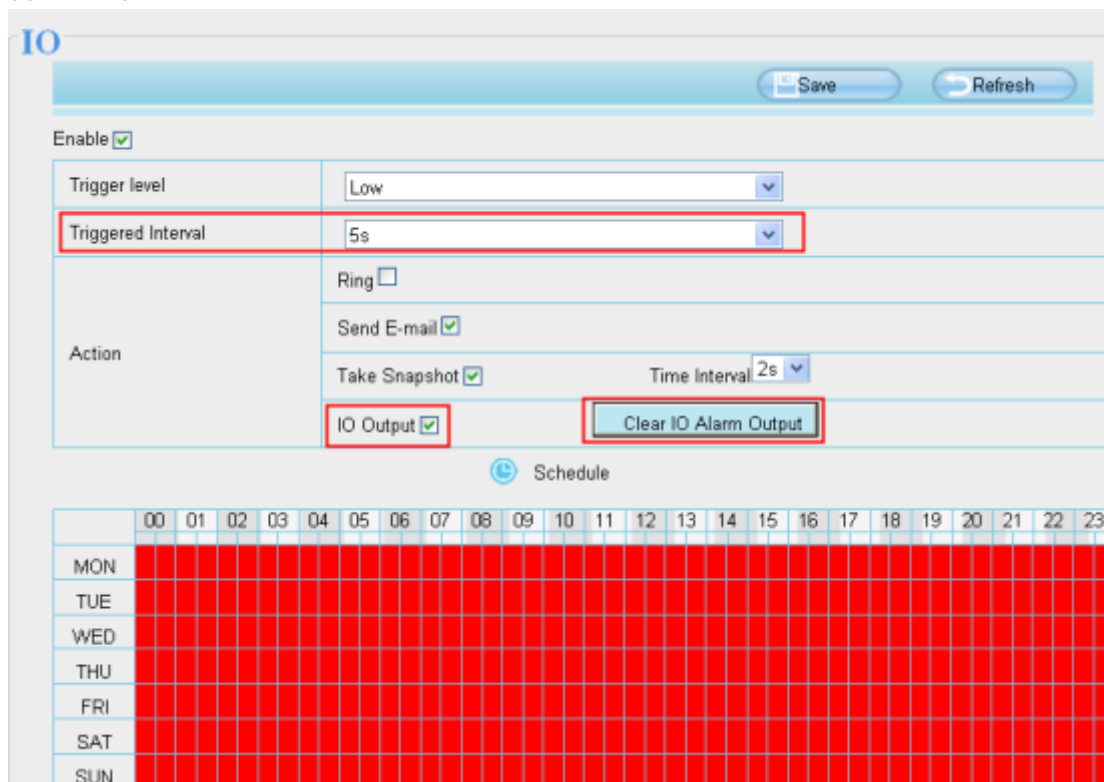 IO
Save Refresh
Enable
Trigger level Low
Triggered Interval 5s
Ring
Send E-mail
Action
Take Snapshot Time Interval 2s
IO Output Clear IO Alarm Output
Schedule
00 01 02 03 04 05 06 07 08 09 10 11 12 13 14 15 16 17 18 19 20 21 22 23
MON
TUE
WED
THU
FRI
SAT
SUN